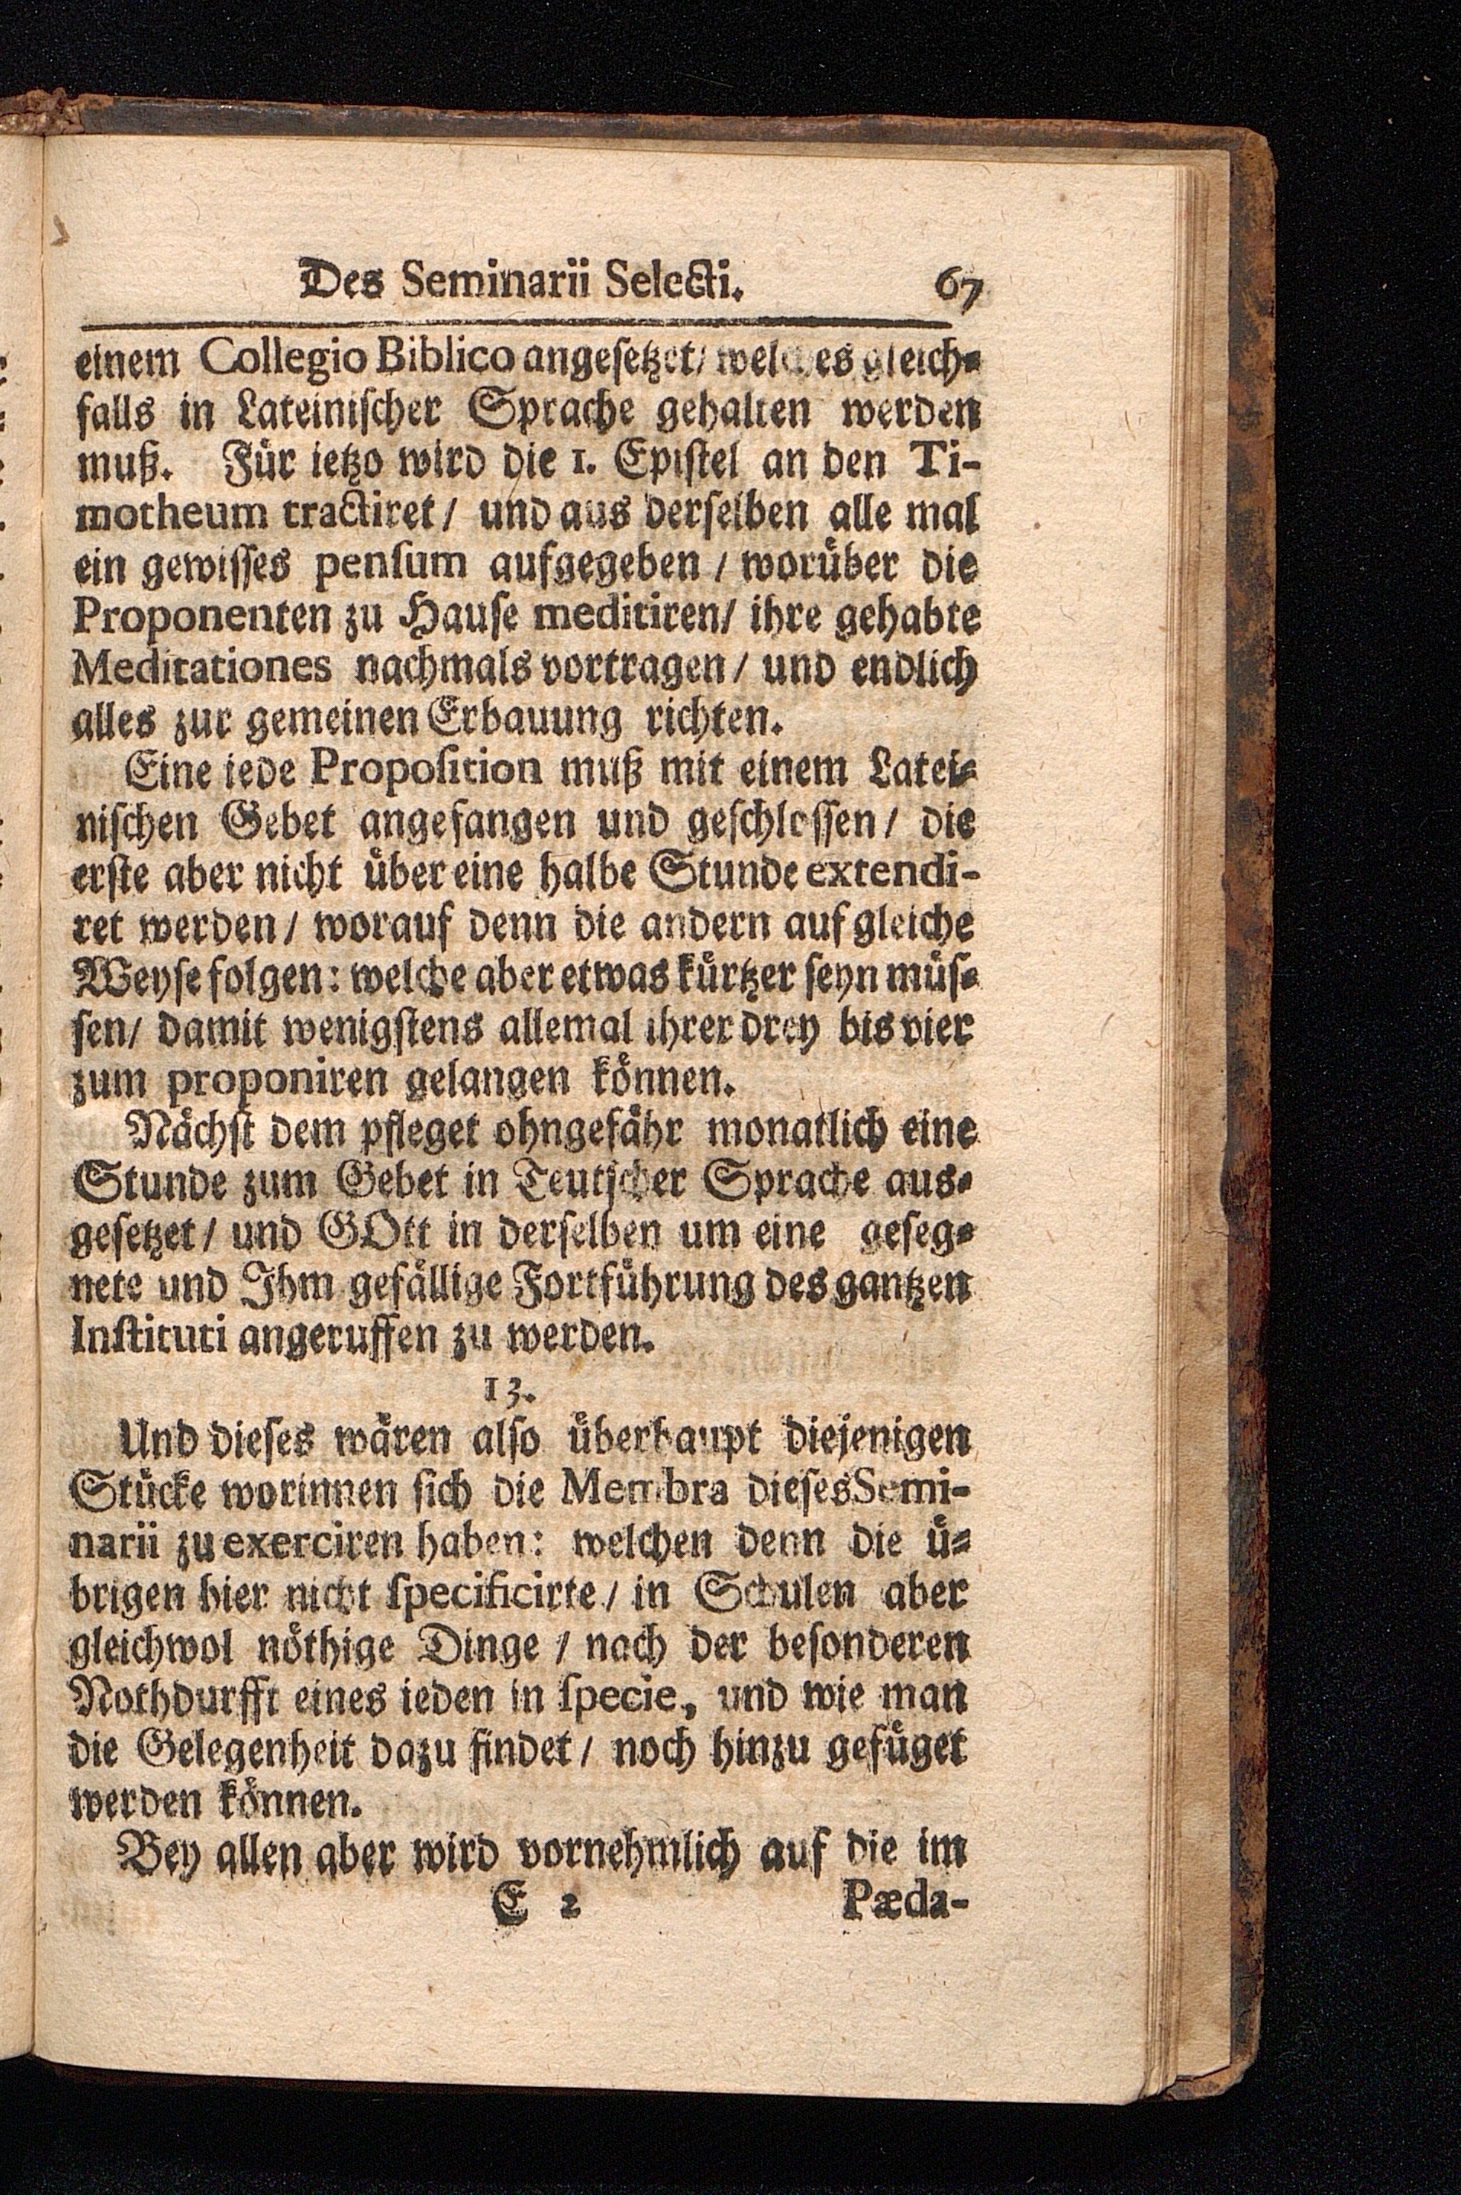 Des Seminarii Selecti. 67
einem Collegio Biblico angesetzet/ welches gleich⸗
falls in Lateinischer Sprache gehalten werden
muß. Für ietzo wird die 1. Epistel an den Ti-
motheum tractiret / und aus derselben alle mal
ein gewisses pensum aufgegeben / worüber die
Proponenten zu Hause meditiren/ ihre gehabte
Meditationes nachmals vortragen / und endlich
alles zur gemeinen Erbauung richten.
Eine iede Proposition muß mit einem Latei⸗
nischen Gebet angefangen und geschlossen / die
erste aber nicht über eine halbe Stunde extendi-
ret werden / worauf denn die andern auf gleiche
Weyse folgen: welche aber etwas kürtzer seyn müs⸗
sen/ damit wenigstens allemal ihrer drey bis vier
zum proponiren gelangen können.
Nächst dem pfleget ohngefähr monatlich eine
Stunde zum Gebet in Teutscher Sprache aus⸗
gesetzet / und GOtt in derselben um eine geseg⸗
nete und Ihm gefällige Fortführung des gantzen
Instituti angeruffen zu werden.
13.
Und dieses wären also überhaupt diejenigen
Stücke worinnen sich die Membra dieses Semi-
narii zu exerciren haben: welchen denn die ü⸗
brigen hier nicht specificirte / in Schulen aber
gleichwol nöthige Dinge / nach der besonderen
Nothdurfft eines ieden in specie, und wie man
die Gelegenheit dazu findet / noch hinzu gefüget
werden können.
Bey allen aber wird vornehmlich auf die im
E 2 Pæda-